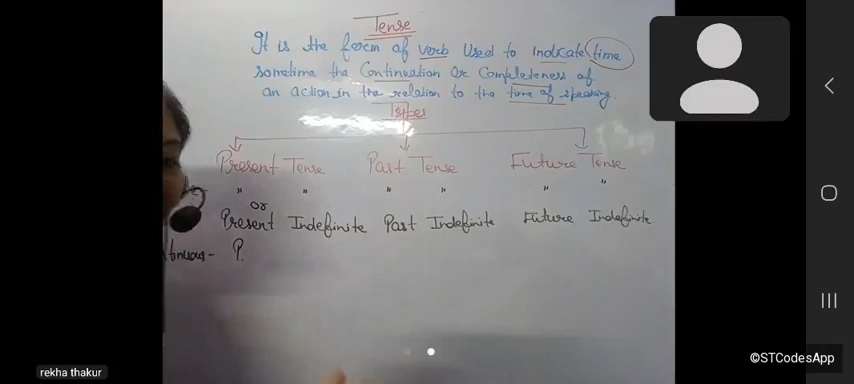 Tense
It is the form of verb used to indicate time
sometime the Continuation Or Completeness of
an action in the relation to the time of speaking.
Types
Present Tense Past Tense Future Tense
" " " " " "
or
Present Indefinite Past Indefinite Future Indefinite
tinuous - P.
rekha thakur
©STCodesApp